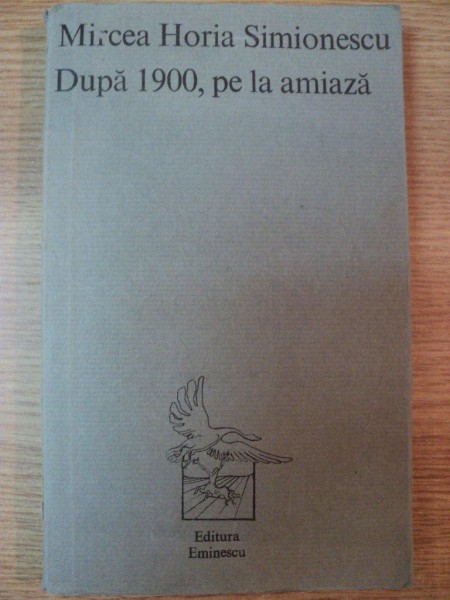 Mircea Horia Simionescu
După 1900, pe la amiază
Editura
Eminescu